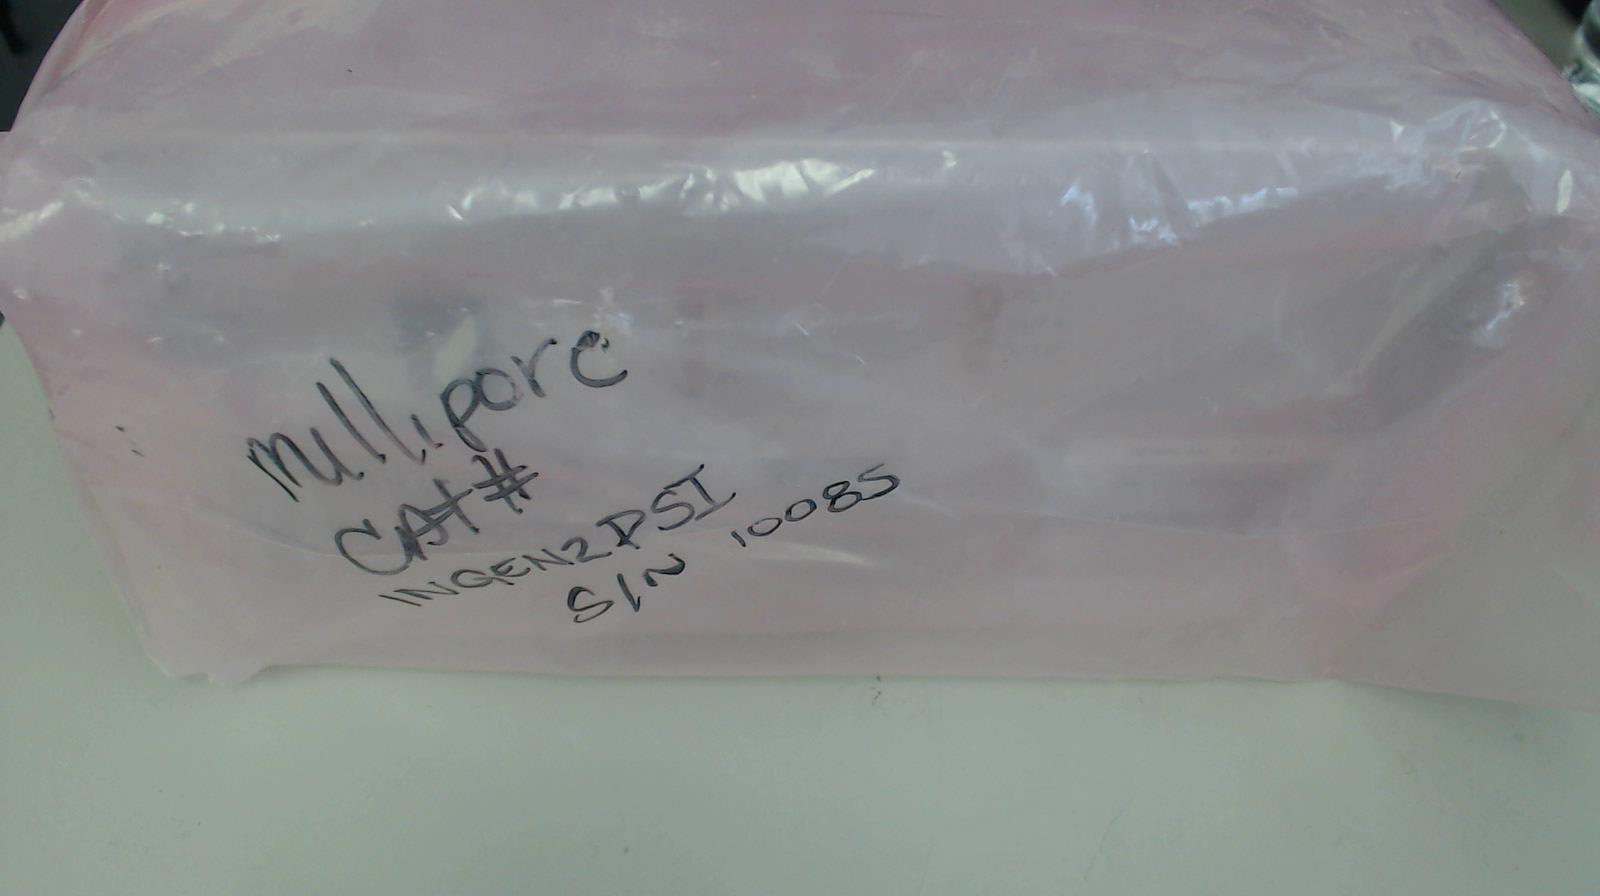 millipore
CAT#
INGEN2PSI
S/N 10085